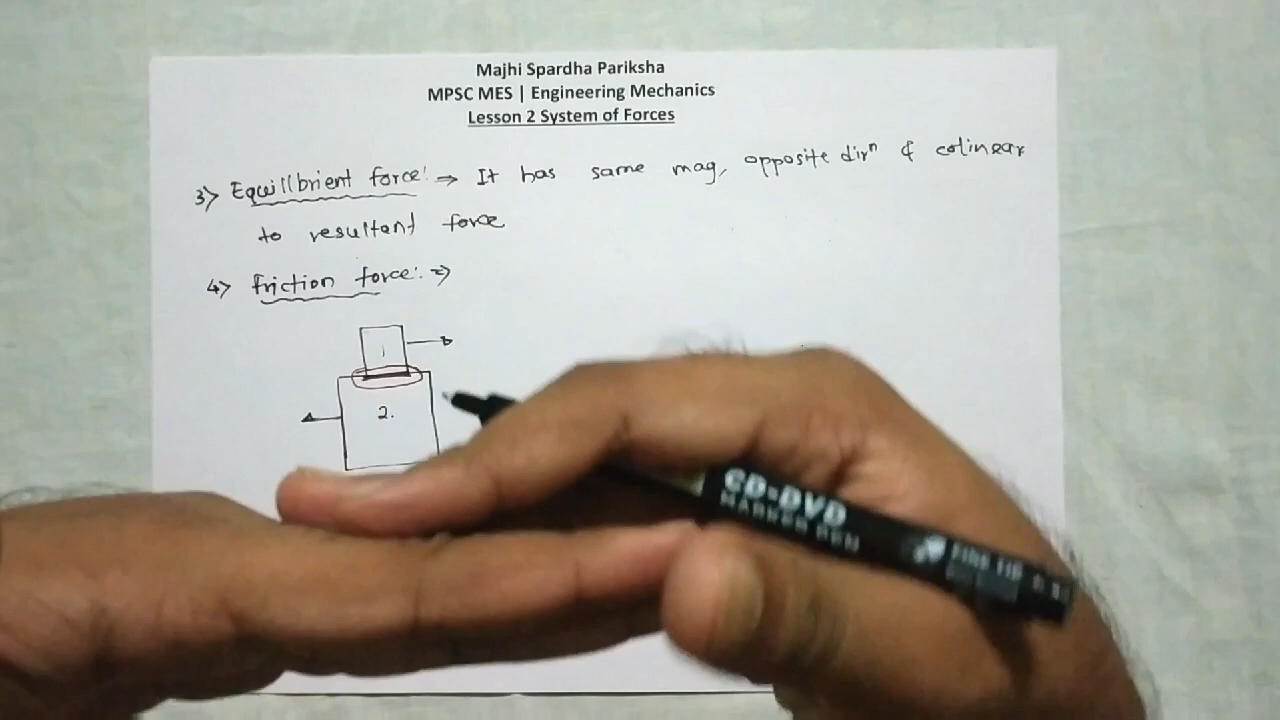 Majhi Spardha Pariksha
MPSC MES | Engineering Mechanics
Lesson 2 System of Forces
3) Equillbrient force:⇒ It has same mag, opposite dirⁿ & colinear
to resultant force
4) friction force:⇒
1
2.
CD-DVD
MARKER PEN